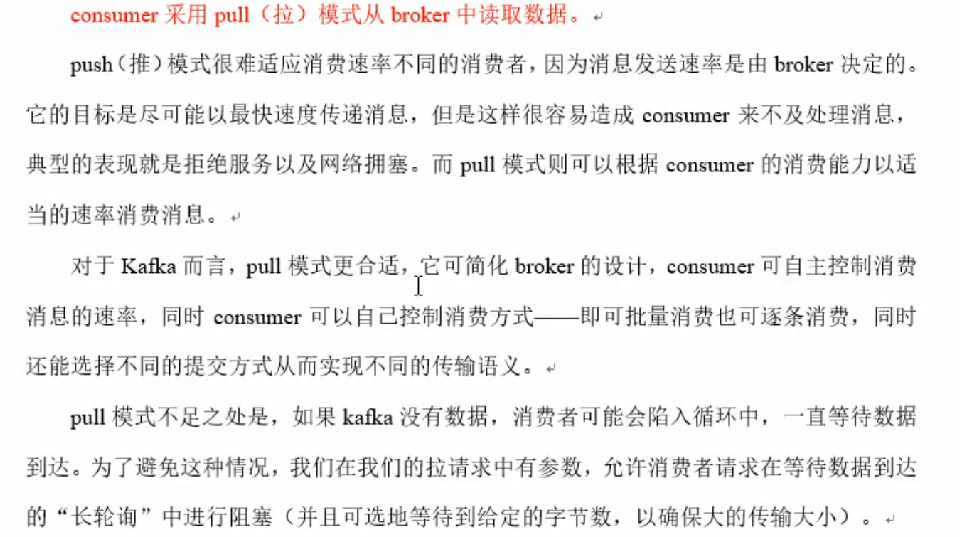 consumer 采用 pull（拉）模式从 broker 中读取数据。
push（推）模式很难适应消费速率不同的消费者，因为消息发送速率是由 broker 决定的。
它的目标是尽可能以最快速度传递消息，但是这样很容易造成 consumer 来不及处理消息，
典型的表现就是拒绝服务以及网络拥塞。而 pull 模式则可以根据 consumer 的消费能力以适
当的速率消费消息。
对于 Kafka 而言，pull 模式更合适，它可简化 broker 的设计，consumer 可自主控制消费
消息的速率，同时 consumer 可以自己控制消费方式——即可批量消费也可逐条消费，同时
还能选择不同的提交方式从而实现不同的传输语义。
pull 模式不足之处是，如果 kafka 没有数据，消费者可能会陷入循环中，一直等待数据
到达。为了避免这种情况，我们在我们的拉请求中有参数，允许消费者请求在等待数据到达
的“长轮询”中进行阻塞（并且可选地等待到给定的字节数，以确保大的传输大小）。